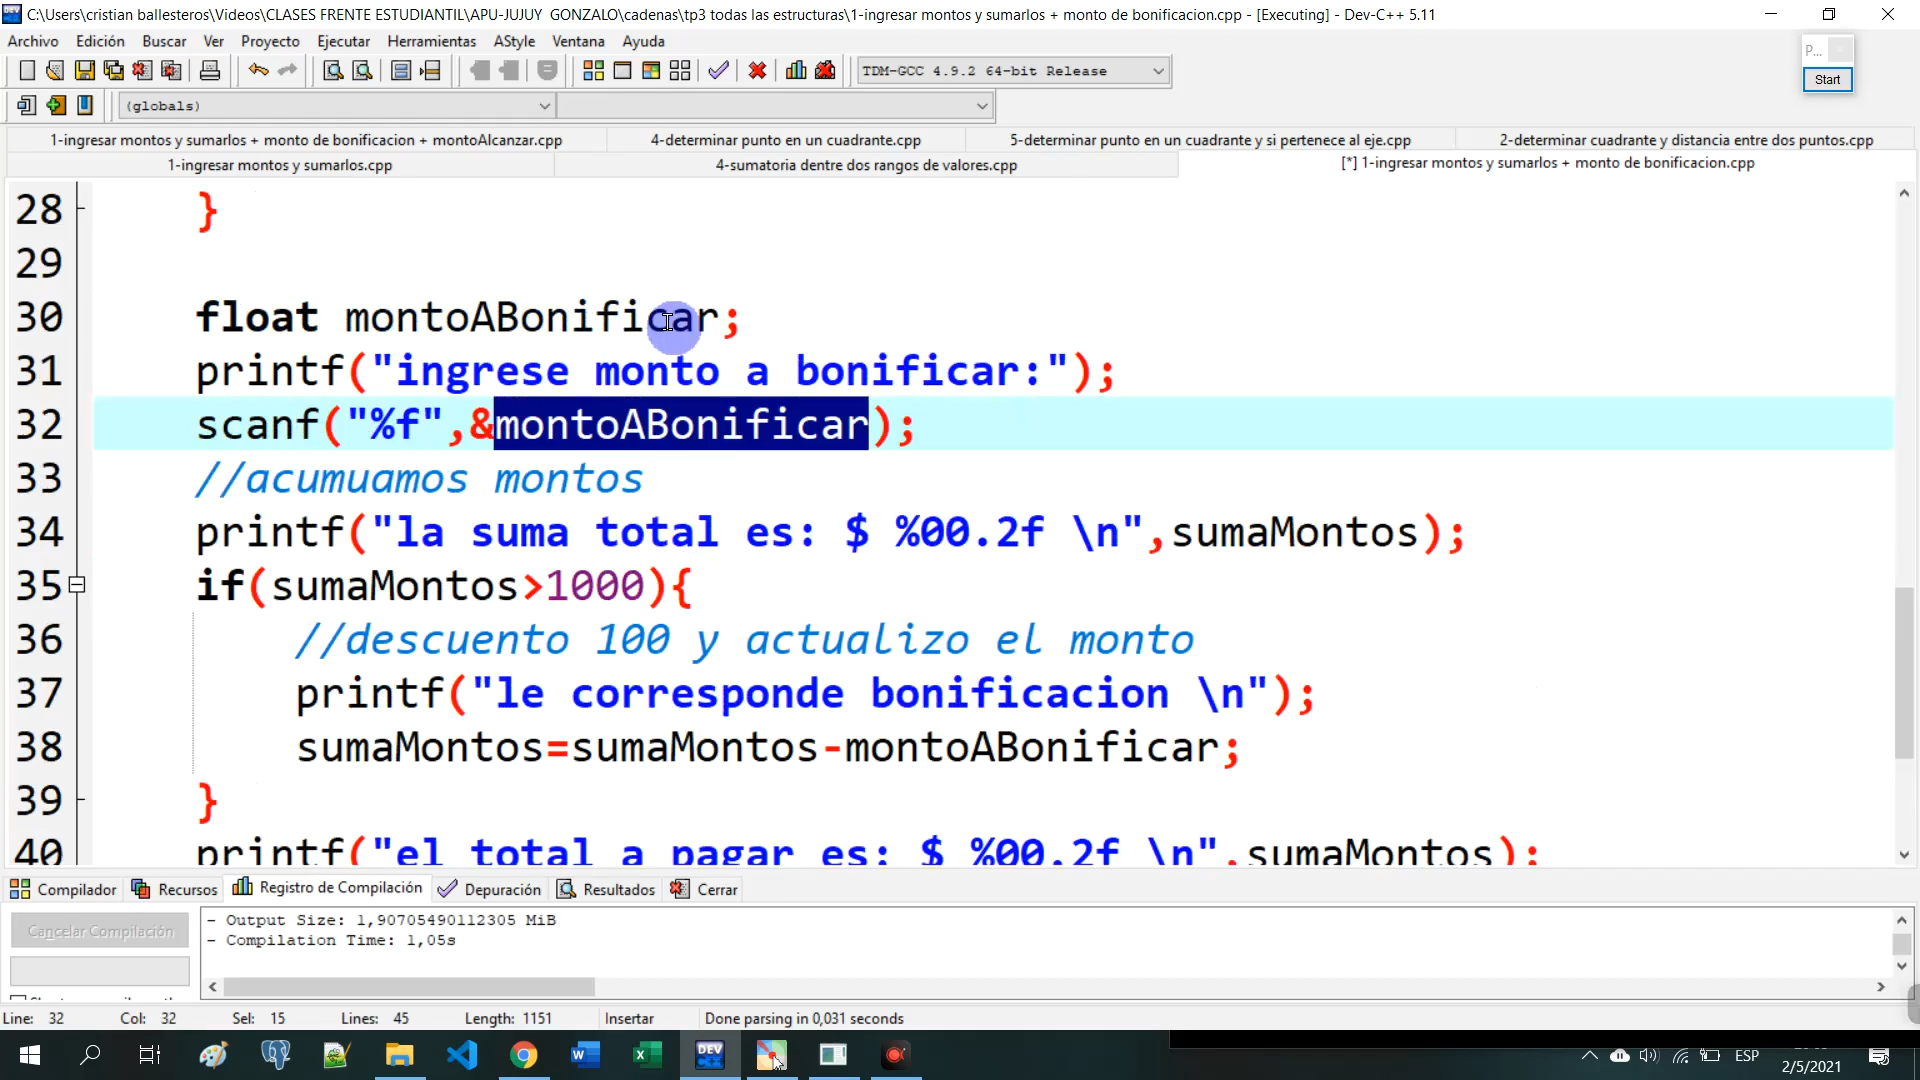 C:\Users\cristian ballesteros\Videos\CLASES FRENTE ESTUDIANTIL\APU-JUJUY  GONZALO\cadenas\tp3 todas las estructuras\1-ingresar montos y sumarlos + monto de bonificacion.cpp - [Executing] - Dev-C++ 5.11
Archivo Edición Buscar Ver Proyecto Ejecutar Herramientas AStyle Ventana Ayuda
P...
Start
TDM-GCC 4.9.2 64-bit Release
(globals)
1-ingresar montos y sumarlos + monto de bonificacion + montoAlcanzar.cpp 4-determinar punto en un cuadrante.cpp 5-determinar punto en un cuadrante y si pertenece al eje.cpp 2-determinar cuadrante y distancia entre dos puntos.cpp
1-ingresar montos y sumarlos.cpp 4-sumatoria dentre dos rangos de valores.cpp [*] 1-ingresar montos y sumarlos + monto de bonificacion.cpp
28 }
29
30 float montoABonificar;
31 printf("ingrese monto a bonificar:");
32 scanf("%f",&montoABonificar);
33 //acumuamos montos
34 printf("la suma total es: $ %00.2f \n",sumaMontos);
35 if(sumaMontos>1000){
36 //descuento 100 y actualizo el monto
37 printf("le corresponde bonificacion \n");
38 sumaMontos=sumaMontos-montoABonificar;
39 }
40 printf("el total a pagar es: $ %00.2f \n",sumaMontos);
Compilador Recursos Registro de Compilación Depuración Resultados Cerrar
Cancelar Compilación
- Output Size: 1,90705490112305 MiB
- Compilation Time: 1,05s
Line: 32 Col: 32 Sel: 15 Lines: 45 Length: 1151 Insertar Done parsing in 0,031 seconds
DEV C++
ESP
2/5/2021